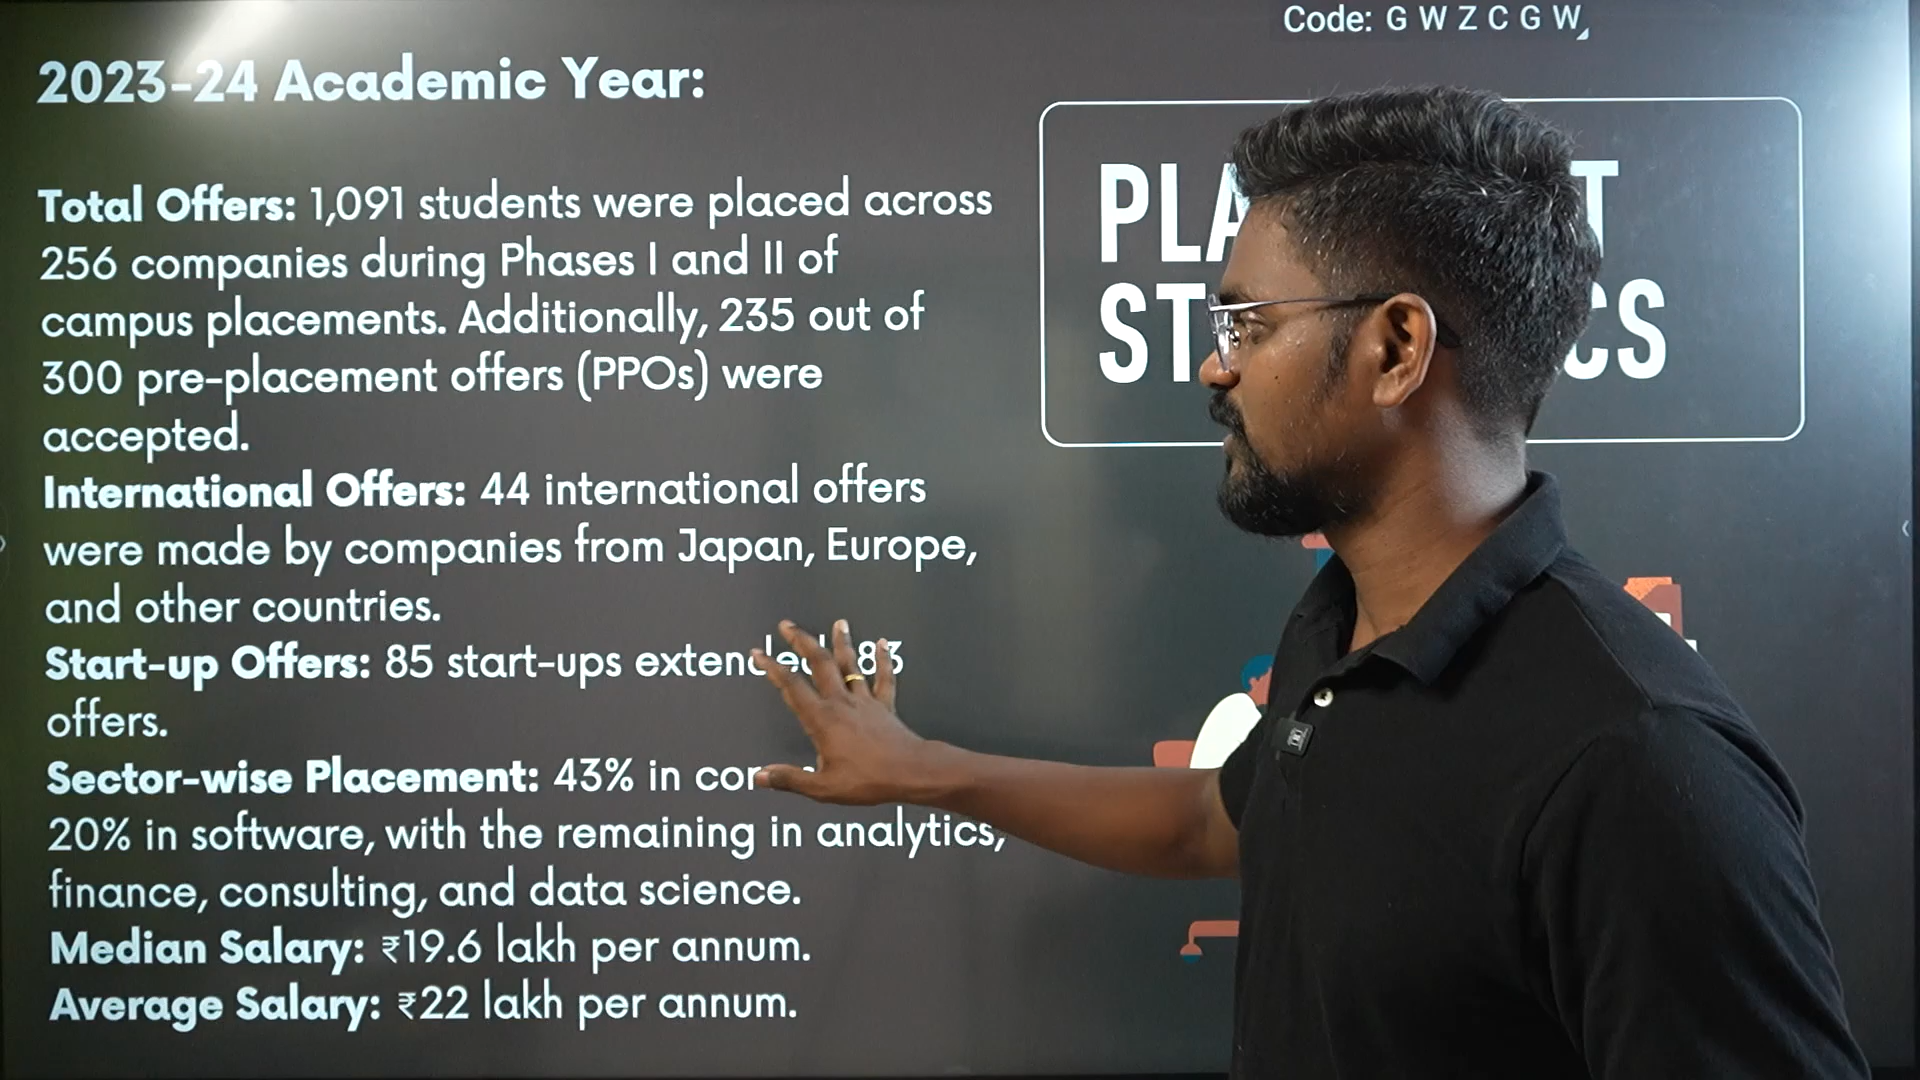 Code: G W Z C G W
2023-24 Academic Year:
Total Offers: 1,091 students were placed across
256 companies during Phases I and II of
campus placements. Additionally, 235 out of
300 pre-placement offers (PPOs) were
accepted.
International Offers: 44 international offers
were made by companies from Japan, Europe,
and other countries.
Start-up Offers: 85 start-ups extended
offers.
Sector-wise Placement: 43% in
20% in software, with the remaining in analytics,
finance, consulting, and data science.
Median Salary: ₹19.6 lakh per annum.
Average Salary: ₹22 lakh per annum.